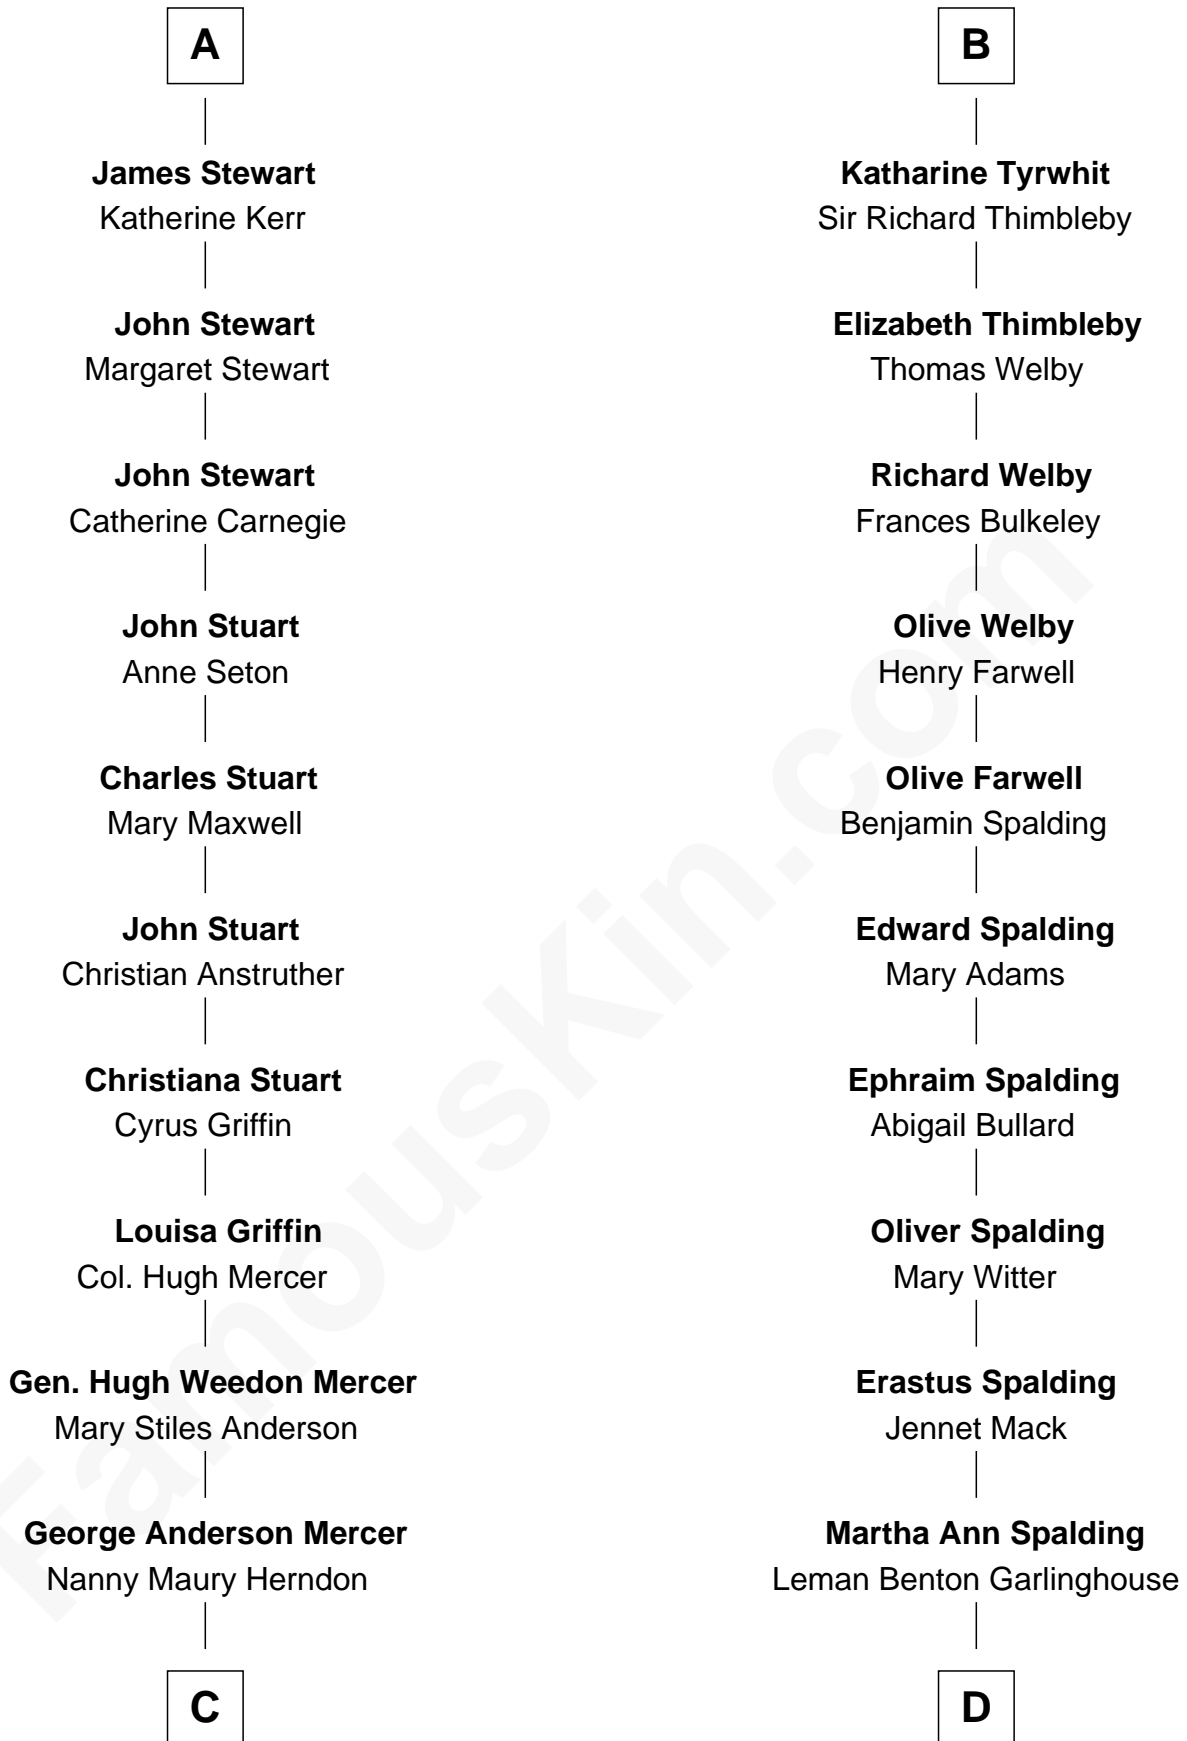 A
James Stewart
Katherine Kerr
John Stewart
Margaret Stewart
John Stewart
Catherine Carnegie
John Stuart
Anne Seton
Charles Stuart
Mary Maxwell
John Stuart
Christian Anstruther
Christiana Stuart
Cyrus Griffin
Louisa Griffin
Col. Hugh Mercer
Gen. Hugh Weedon Mercer
Mary Stiles Anderson
George Anderson Mercer
Nanny Maury Herndon
C
B
Katharine Tyrwhit
Sir Richard Thimbleby
Elizabeth Thimbleby
Thomas Welby
Richard Welby
Frances Bulkeley
Olive Welby
Henry Farwell
Olive Farwell
Benjamin Spalding
Edward Spalding
Mary Adams
Ephraim Spalding
Abigail Bullard
Oliver Spalding
Mary Witter
Erastus Spalding
Jennet Mack
Martha Ann Spalding
Leman Benton Garlinghouse
D
FamousKin.com